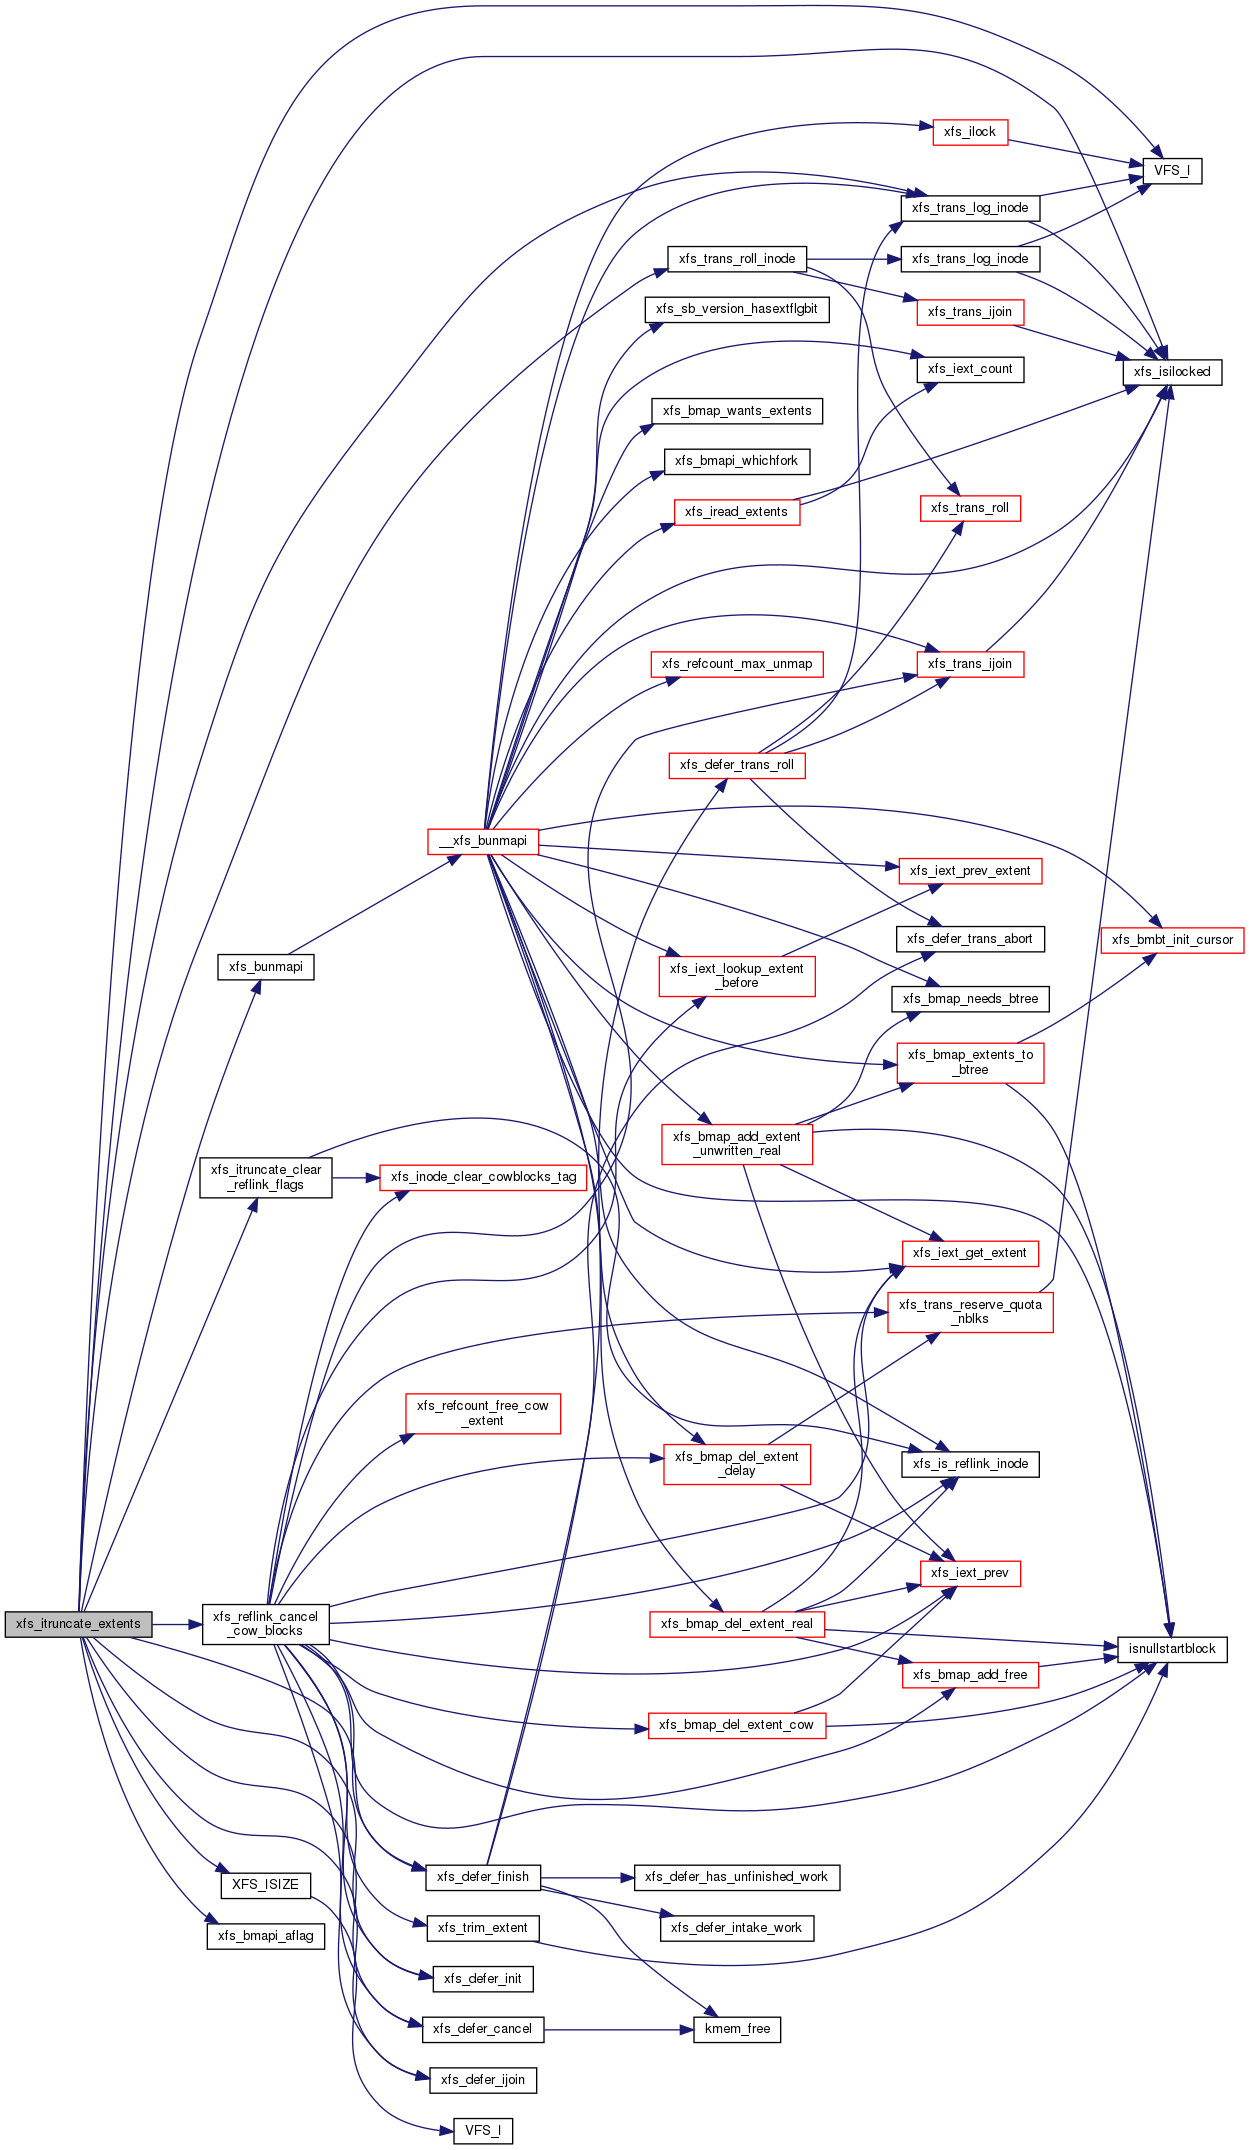 xfs_ilock
VFS_I
xfs_trans_log_inode
xfs_trans_roll_inode
xfs_trans_log_inode
xfs_sb_version_hasextflgbit
xfs_trans_ijoin
xfs_iext_count
xfs_isilocked
xfs_bmap_wants_extents
xfs_bmapi_whichfork
xfs_iread_extents
xfs_trans_roll
xfs_refcount_max_unmap
xfs_trans_ijoin
xfs_defer_trans_roll
__xfs_bunmapi
xfs_iext_prev_extent
xfs_defer_trans_abort
xfs_bmbt_init_cursor
xfs_bunmapi
xfs_iext_lookup_extent
_before
xfs_bmap_needs_btree
xfs_bmap_extents_to
_btree
xfs_bmap_add_extent
_unwritten_real
xfs_itruncate_clear
_reflink_flags
xfs_inode_clear_cowblocks_tag
xfs_iext_get_extent
xfs_trans_reserve_quota
_nblks
xfs_refcount_free_cow
_extent
xfs_bmap_del_extent
_delay
xfs_is_reflink_inode
xfs_iext_prev
xfs_itruncate_extents
xfs_reflink_cancel
_cow_blocks
xfs_bmap_del_extent_real
isnullstartblock
xfs_bmap_add_free
xfs_bmap_del_extent_cow
xfs_defer_finish
xfs_defer_has_unfinished_work
XFS_ISIZE
xfs_trim_extent
xfs_defer_intake_work
xfs_bmapi_aflag
xfs_defer_init
xfs_defer_cancel
kmem_free
xfs_defer_ijoin
VFS_I